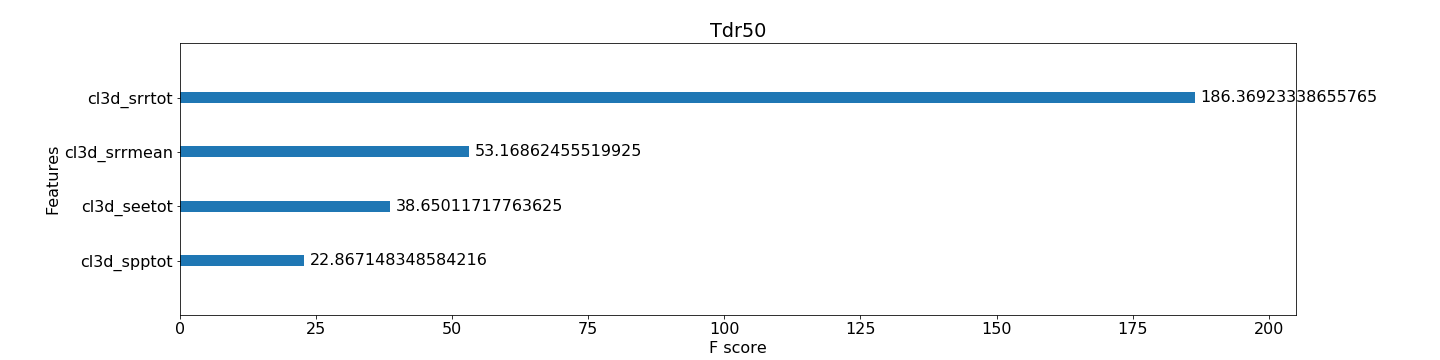 Tdr50
cl3d_srrtot
186.36923338655765
cl3d_srrmean
53.16862455519925
cl3d_seetot
38.65011717763625
cl3d_spptot
22.867148348584216
Features
0 25 50 75 100 125 150 175 200
F score